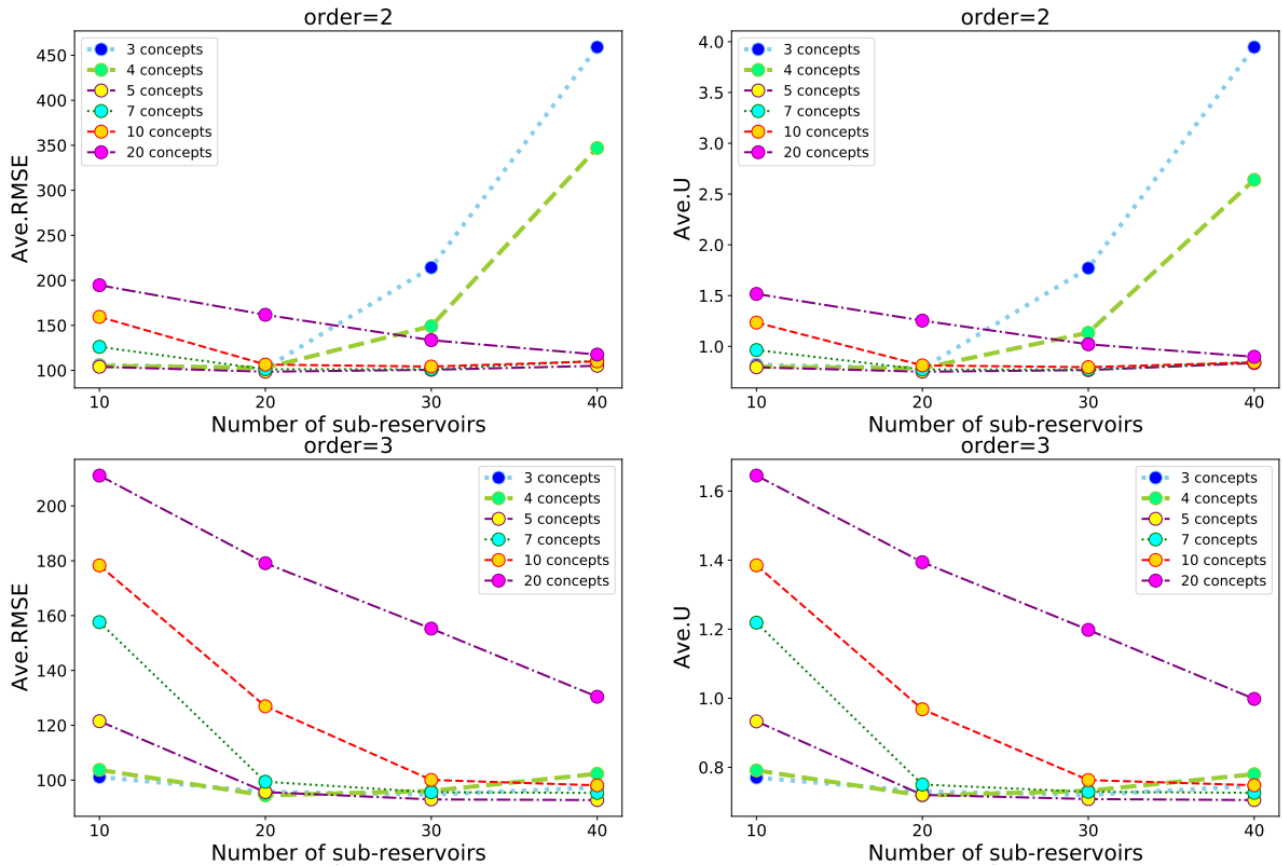 order=2
3 concepts
4 concepts
5 concepts
7 concepts
10 concepts
20 concepts
450
400
350
300
250
200
150
100
Ave.RMSE
10 20 30 40
Number of sub-reservoirs
order=2
3 concepts
4 concepts
5 concepts
7 concepts
10 concepts
20 concepts
4.0
3.5
3.0
2.5
2.0
1.5
1.0
Ave.U
10 20 30 40
Number of sub-reservoirs
order=3
3 concepts
4 concepts
5 concepts
7 concepts
10 concepts
20 concepts
200
180
160
140
120
100
Ave.RMSE
10 20 30 40
Number of sub-reservoirs
order=3
3 concepts
4 concepts
5 concepts
7 concepts
10 concepts
20 concepts
1.6
1.4
1.2
1.0
0.8
Ave.U
10 20 30 40
Number of sub-reservoirs